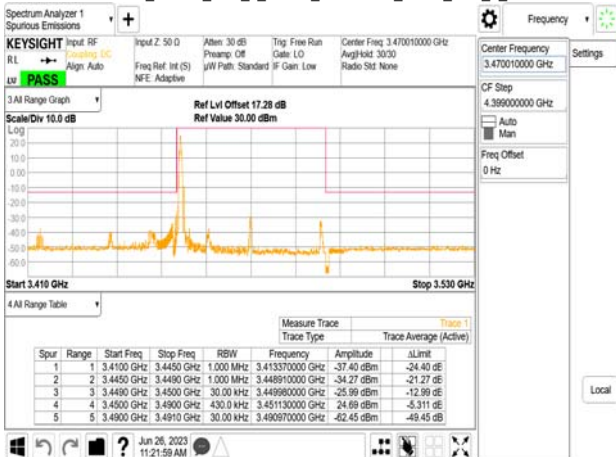 Spectrum Analyzer 1
Spurious Emissions
+
Frequency
KEYSIGHT Input: RF Input Z: 50 Ω Atten: 30 dB Trig: Free Run Center Freq: 3.470010000 GHz
RL Coupling: DC Preamp: Off Gate: LO Avg|Hold: 30/30
Align: Auto Freq Ref: Int (S) µW Path: Standard IF Gain: Low Radio Std: None
LV PASS NFE: Adaptive
Center Frequency
3.470010000 GHz
Settings
CF Step
4.399000000 GHz
Auto
Man
Freq Offset
0 Hz
Local
3 All Range Graph
Ref Lvl Offset 17.28 dB
Scale/Div 10.0 dB Ref Value 30.00 dBm
Log
20.0
10.0
0.00
-10.0
-20.0
-30.0
-40.0
-50.0
-60.0
Start 3.410 GHz Stop 3.530 GHz
4 All Range Table
Measure Trace Trace 1
Trace Type Trace Average (Active)
Spur Range Start Freq Stop Freq RBW Frequency Amplitude ΔLimit
1 1 3.4100 GHz 3.4450 GHz 1.000 MHz 3.413370000 GHz -37.40 dBm -24.40 dB
2 2 3.4450 GHz 3.4490 GHz 1.000 MHz 3.448910000 GHz -34.27 dBm -21.27 dB
3 3 3.4490 GHz 3.4500 GHz 30.00 kHz 3.449980000 GHz -25.99 dBm -12.99 dB
4 4 3.4500 GHz 3.4900 GHz 430.0 kHz 3.451130000 GHz 24.69 dBm -5.311 dB
5 5 3.4900 GHz 3.4910 GHz 30.00 kHz 3.490970000 GHz -62.45 dBm -49.45 dB
?
Jun 26, 2023
11:21:59 AM